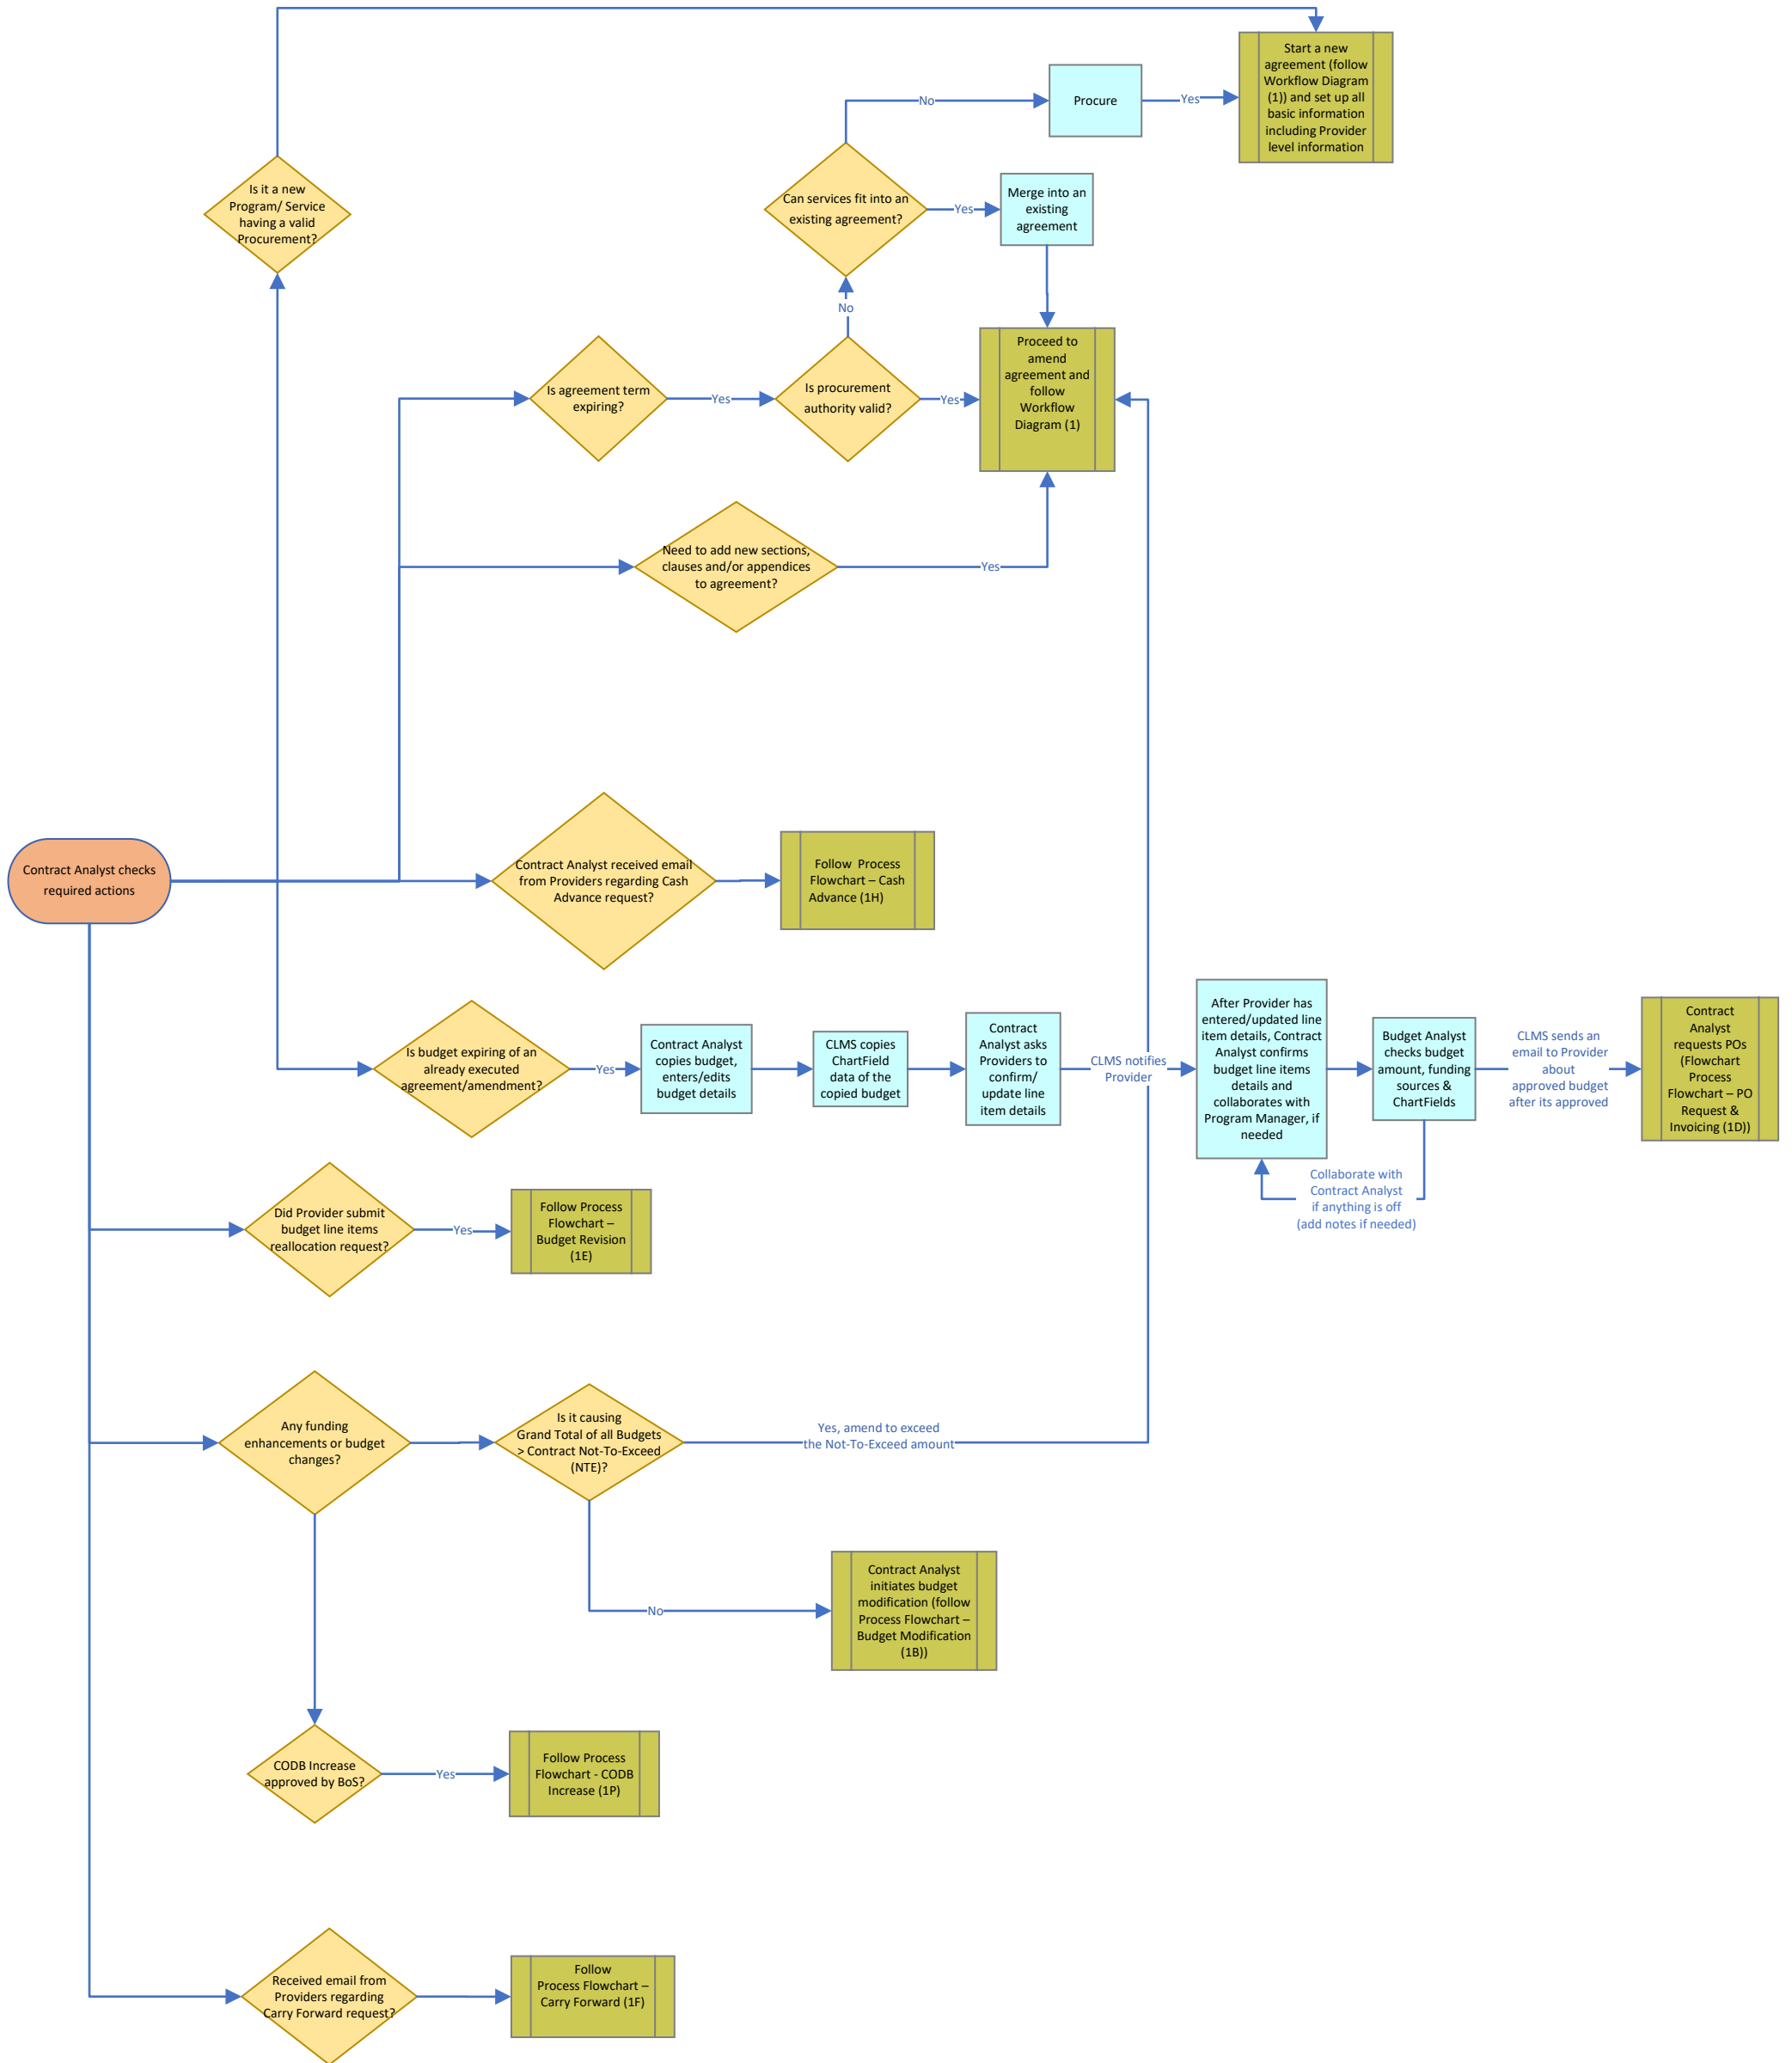 Start a new
agreement (follow
Workflow Diagram
(1)) and set up all
basic information
including Provider
level information
No
Procure
Yes
Is it a new
Program/ Service
having a valid
Procurement?
Can services fit into an
existing agreement?
Yes
Merge into an
existing
agreement
No
Is agreement term
expiring?
Yes
Is procurement
authority valid?
Yes
Proceed to
amend
agreement and
follow
Workflow
Diagram (1)
Need to add new sections,
clauses and/or appendices
to agreement?
Yes
Contract Analyst checks
required actions
Contract Analyst received email
from Providers regarding Cash
Advance request?
Follow Process
Flowchart – Cash
Advance (1H)
Is budget expiring of an
already executed
agreement/amendment?
Yes
Contract Analyst
copies budget,
enters/edits
budget details
CLMS copies
ChartField
data of the
copied budget
Contract
Analyst asks
Providers to
confirm/
update line
item details
CLMS notifies
Provider
After Provider has
entered/updated line
item details, Contract
Analyst confirms
budget line items
details and
collaborates with
Program Manager, if
needed
Budget Analyst
checks budget
amount, funding
sources &
ChartFields
CLMS sends an
email to Provider
about
approved budget
after its approved
Contract
Analyst
requests POs
(Flowchart
Process
Flowchart – PO
Request &
Invoicing (1D))
Collaborate with
Contract Analyst
if anything is off
(add notes if needed)
Did Provider submit
budget line items
reallocation request?
Yes
Follow Process
Flowchart –
Budget Revision
(1E)
Any funding
enhancements or budget
changes?
Is it causing
Grand Total of all Budgets
> Contract Not-To-Exceed
(NTE)?
Yes, amend to exceed
the Not-To-Exceed amount
No
Contract Analyst
initiates budget
modification (follow
Process Flowchart –
Budget Modification
(1B))
CODB Increase
approved by BoS?
Yes
Follow Process
Flowchart - CODB
Increase (1P)
Received email from
Providers regarding
Carry Forward request?
Follow
Process Flowchart –
Carry Forward (1F)